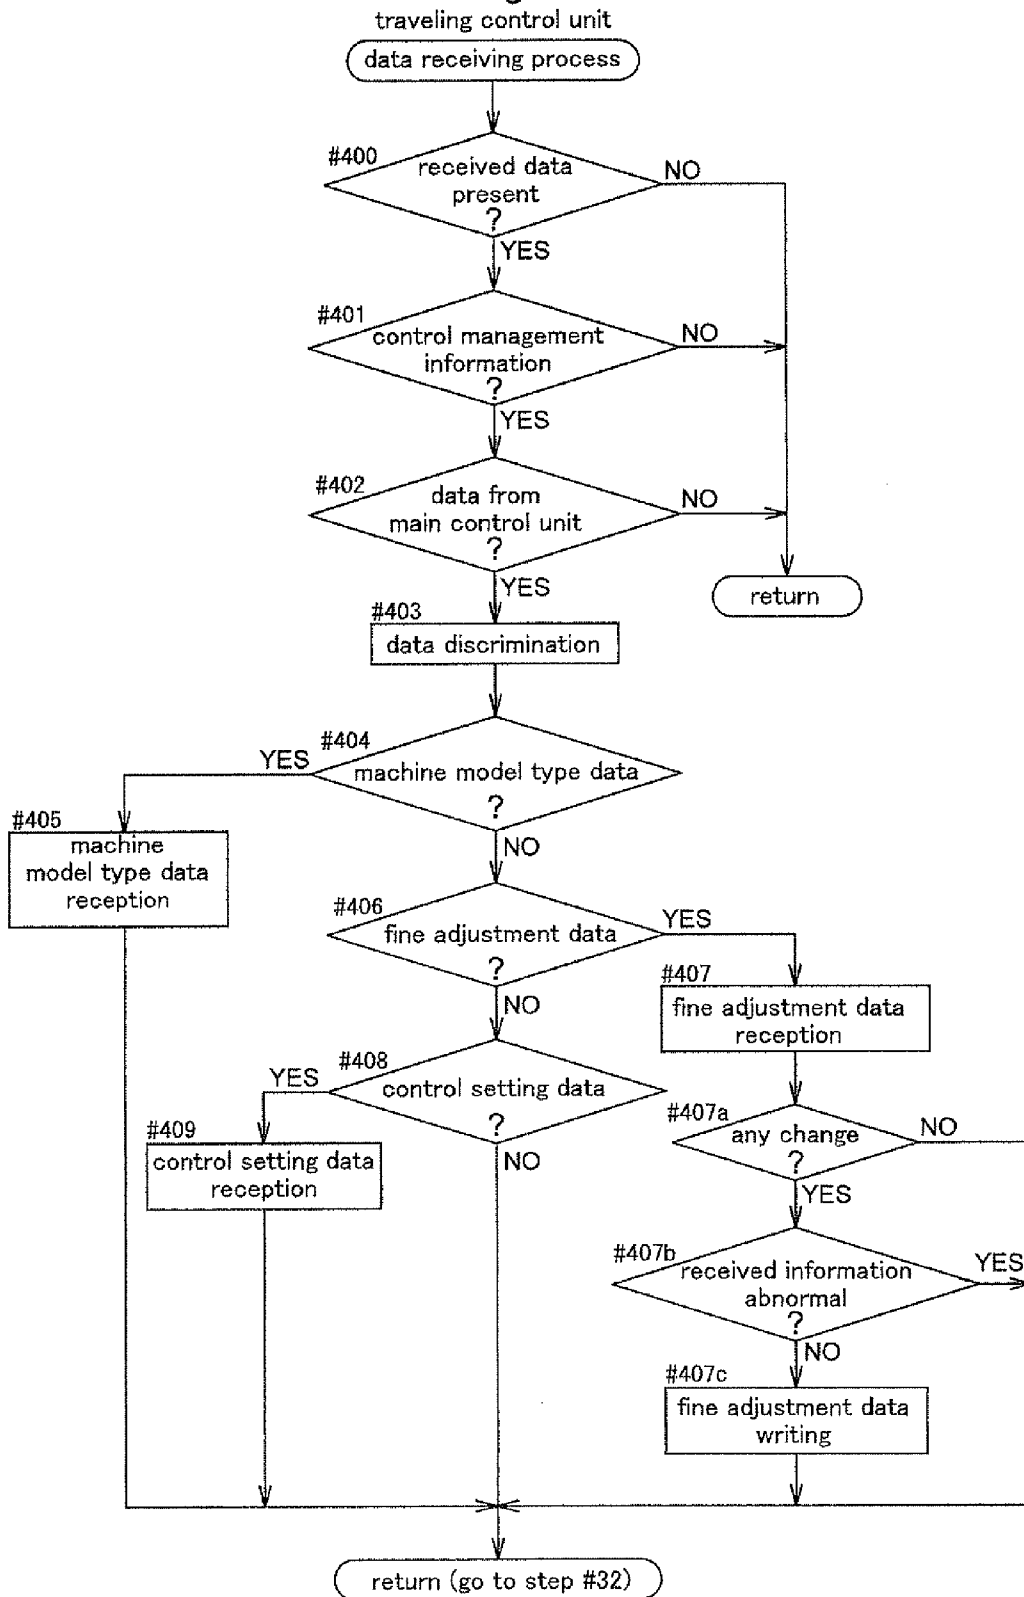 traveling control unit
data receiving process
#400
received data
present
?
NO
YES
#401
control management
information
?
NO
YES
#402
data from
main control unit
?
NO
YES
return
#403
data discrimination
#404
machine model type data
?
YES
NO
#405
machine
model type data
reception
#406
fine adjustment data
?
YES
NO
#407
fine adjustment data
reception
#408
control setting data
?
YES
NO
#409
control setting data
reception
#407a
any change
?
NO
YES
#407b
received information
abnormal
?
YES
NO
#407c
fine adjustment data
writing
return (go to step #32)